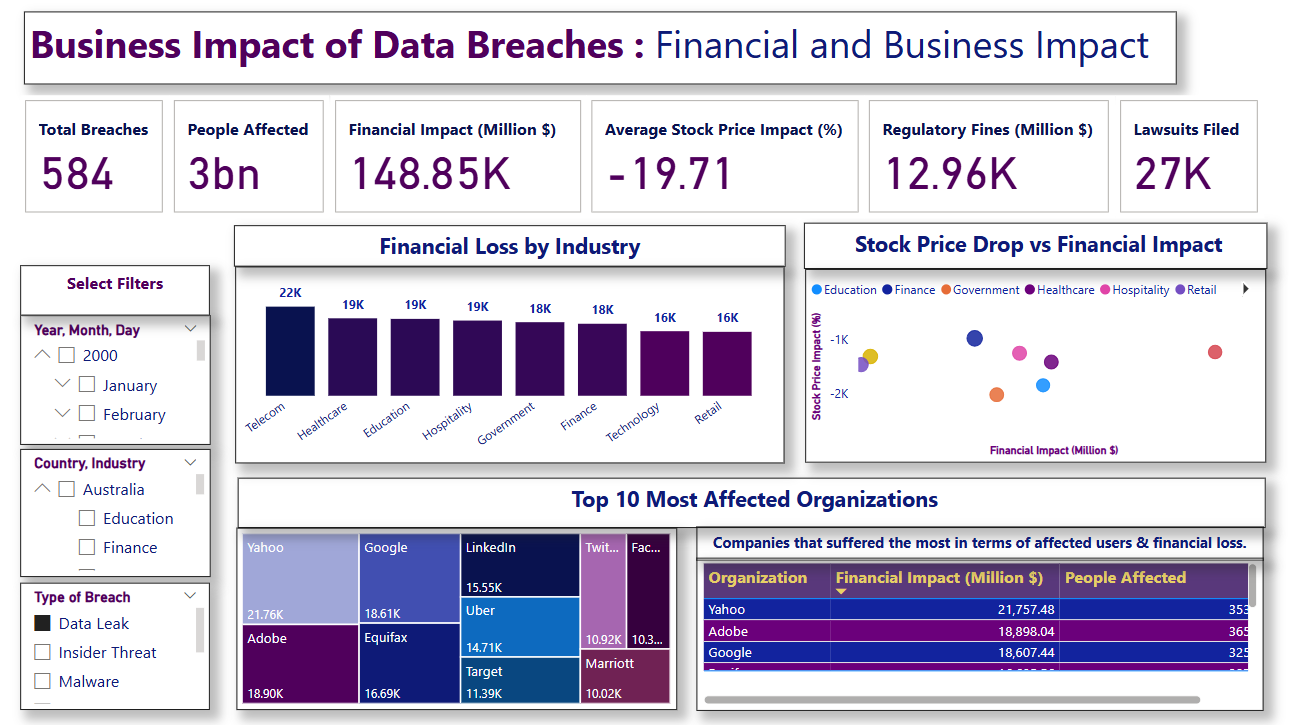 Business Impact of Data Breaches : Financial and Business Impact
Total Breaches
584
People Affected
3bn
Financial Impact (Million $)
148.85K
Average Stock Price Impact (%)
-19.71
Regulatory Fines (Million $)
12.96K
Lawsuits Filed
27K
Select Filters
Year, Month, Day
2000
January
February
Country, Industry
Australia
Education
Finance
Type of Breach
Data Leak
Insider Threat
Malware
Financial Loss by Industry
22K
19K
19K
19K
18K
18K
16K
16K
Telecom
Healthcare
Education
Hospitality
Government
Finance
Technology
Retail
Stock Price Drop vs Financial Impact
Education Finance Government Healthcare Hospitality Retail
Stock Price Impact (%)
-1K
-2K
Financial Impact (Million $)
Top 10 Most Affected Organizations
Yahoo
21.76K
Adobe
18.90K
Google
18.61K
Equifax
16.69K
LinkedIn
15.55K
Uber
14.71K
Target
11.39K
Twit...
10.92K
Fac...
10.3...
Marriott
10.02K
Companies that suffered the most in terms of affected users & financial loss.
Organization Financial Impact (Million $) People Affected
Yahoo 21,757.48 353
Adobe 18,898.04 365
Google 18,607.44 325